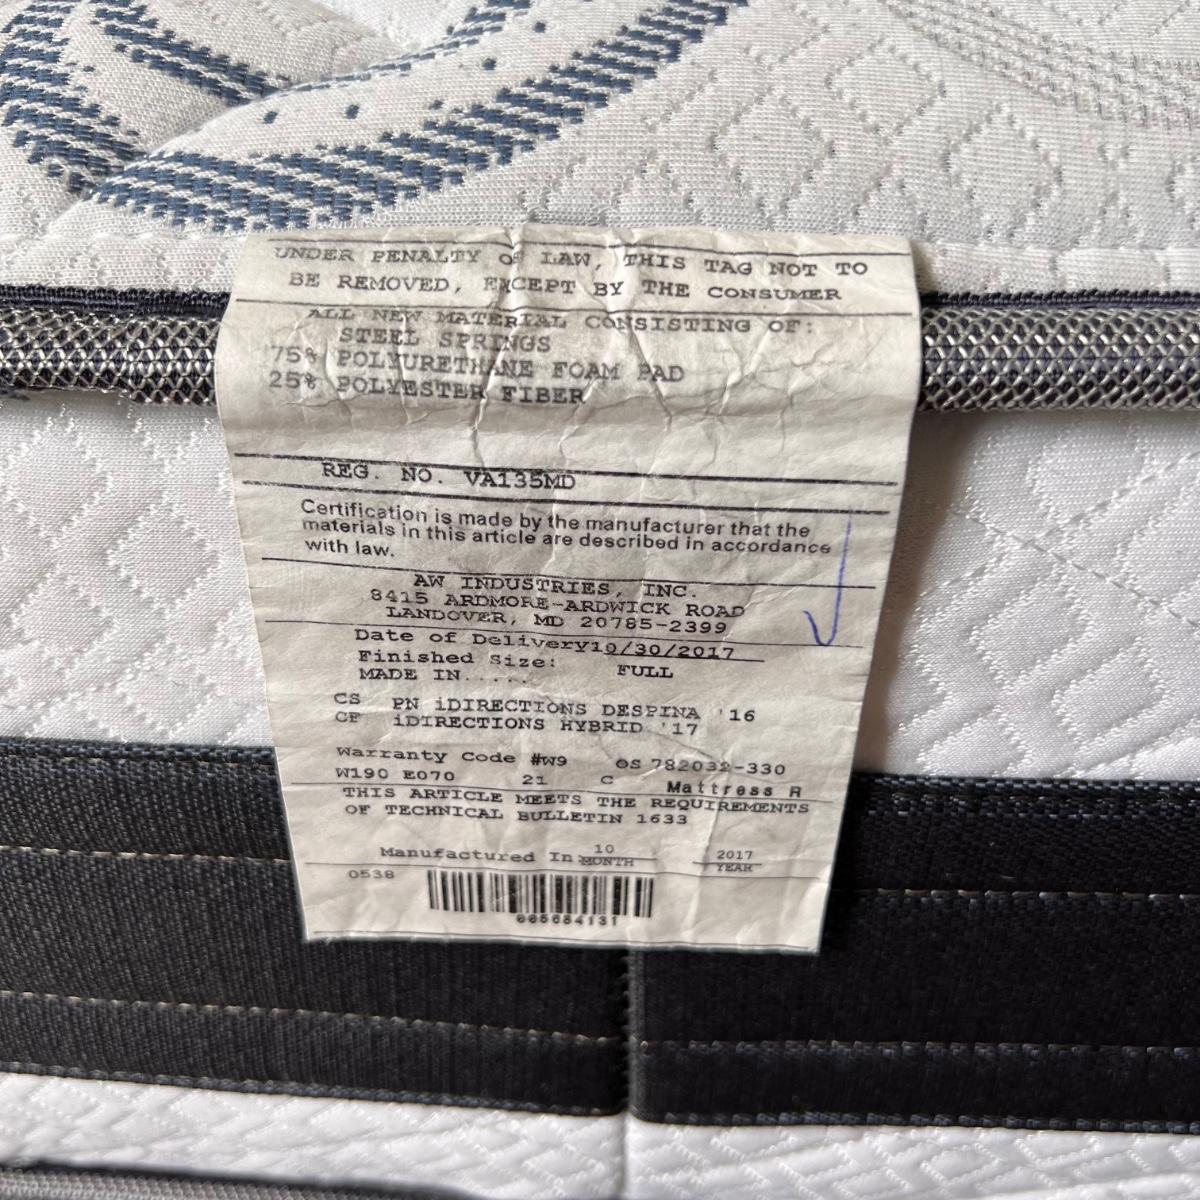 UNDER PENALTY OF LAW, THIS TAG NOT TO
BE REMOVED, EXCEPT BY THE CONSUMER
ALL NEW MATERIAL CONSISTING OF:
STEEL SPRINGS
75% POLYURETHANE FOAM PAD
25% POLYESTER FIBER
REG. NO. VA135MD
Certification is made by the manufacturer that the
materials in this article are described in accordance
with law.
AW INDUSTRIES, INC.
8415 ARDMORE-ARDWICK ROAD
LANDOVER, MD 20785-2399
Date of Delivery10/30/2017
Finished Size: FULL
MADE IN.....
CS PN iDIRECTIONS DESPINA '16
CF iDIRECTIONS HYBRID '17
Warranty Code #W9 OS 782032-330
W190 E070 21 C Mattress R
THIS ARTICLE MEETS THE REQUIREMENTS
OF TECHNICAL BULLETIN 1633
Manufactured In 10 2017
MONTH YEAR
0538